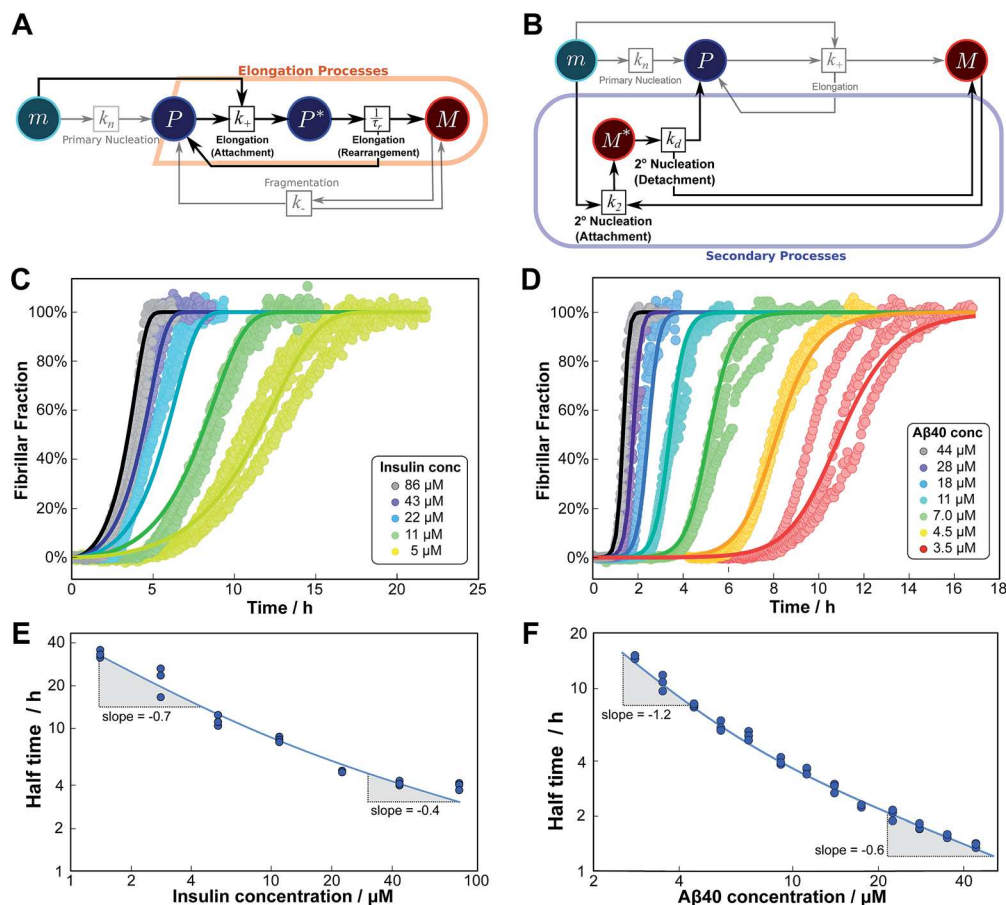 A
Elongation Processes
m
kn
P
k+
P*
1/τr
M
Primary Nucleation
Elongation
(Attachment)
Elongation
(Rearrangement)
Fragmentation
k-
B
m
kn
P
k+
M
Primary Nucleation
Elongation
M*
kd
2º Nucleation
(Detachment)
k2
2º Nucleation
(Attachment)
Secondary Processes
C
Fibrillar Fraction
100%
80%
60%
40%
20%
0%
Insulin conc
86 µM
43 µM
22 µM
11 µM
5 µM
0 5 10 15 20 25
Time / h
D
Fibrillar Fraction
100%
80%
60%
40%
20%
0%
Aβ40 conc
44 µM
28 µM
18 µM
11 µM
7.0 µM
4.5 µM
3.5 µM
0 2 4 6 8 10 12 14 16 18
Time / h
E
Half time / h
40
20
10
4
2
1
slope = -0.7
slope = -0.4
1 2 4 10 20 40 100
Insulin concentration / µM
F
Half time / h
20
10
4
2
1
slope = -1.2
slope = -0.6
2 4 10 20 40
Aβ40 concentration / µM